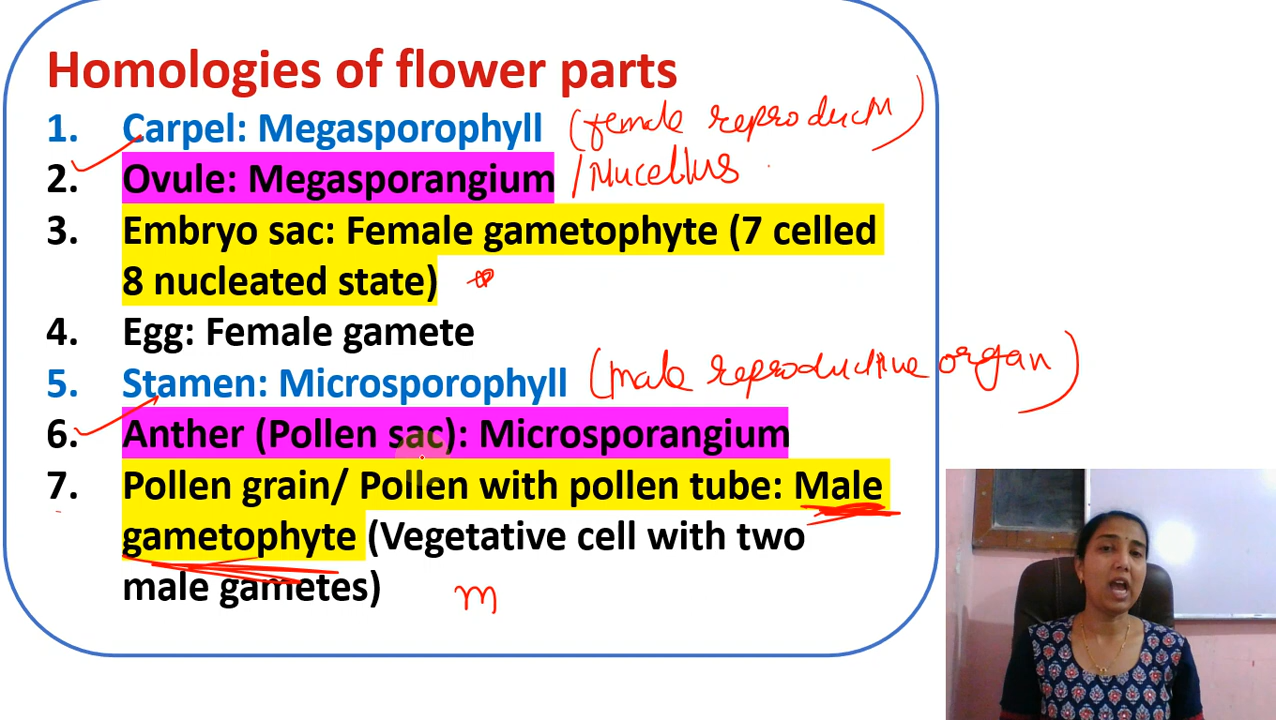 Homologies of flower parts
1. Carpel: Megasporophyll (female reproduct
2. Ovule: Megasporangium /Nucellus
3. Embryo sac: Female gametophyte (7 celled
8 nucleated state)
4. Egg: Female gamete
5. Stamen: Microsporophyll (male reproductive organ)
6. Anther (Pollen sac): Microsporangium
7. Pollen grain/ Pollen with pollen tube: Male
gametophyte (Vegetative cell with two
male gametes) m